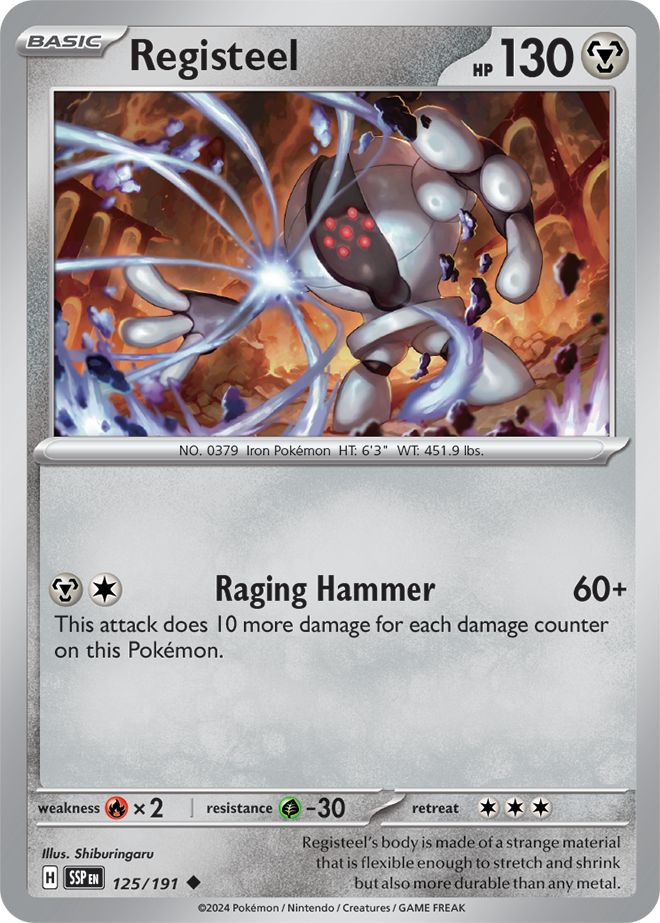 BASIC Registeel HP 130
NO. 0379 Iron Pokémon HT: 6'3" WT: 451.9 lbs.
Raging Hammer 60+
This attack does 10 more damage for each damage counter
on this Pokémon.
weakness ×2 resistance -30 retreat
Illus. Shiburingaru
H SSP EN 125/191
Registeel's body is made of a strange material
that is flexible enough to stretch and shrink
but also more durable than any metal.
©2024 Pokémon / Nintendo / Creatures / GAME FREAK